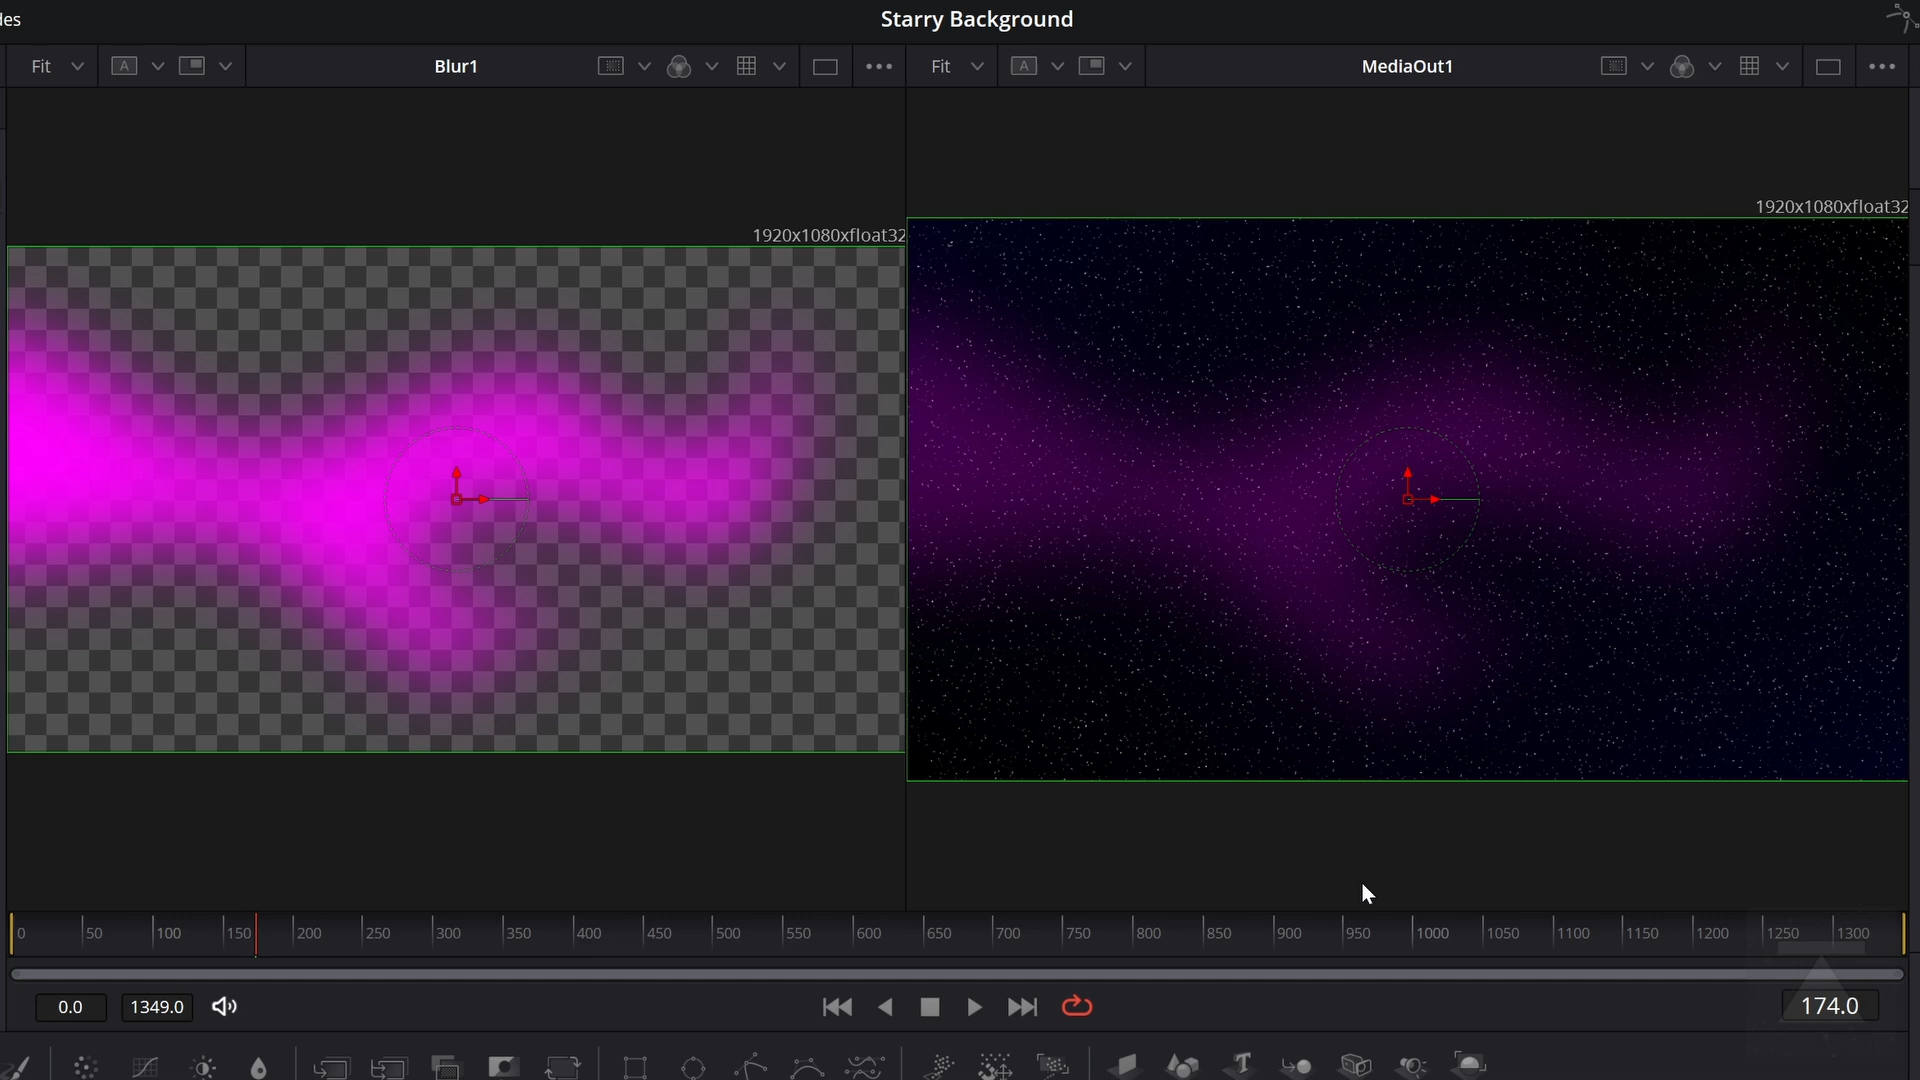 des
Starry Background
Fit
A
Blur1
Fit
A
MediaOut1
1920x1080xfloat32
1920x1080xfloat32
0 50 100 150 200 250 300 350 400 450 500 550 600 650 700 750 800 850 900 950 1000 1050 1100 1150 1200 1250 1300
0.0 1349.0 174.0
T